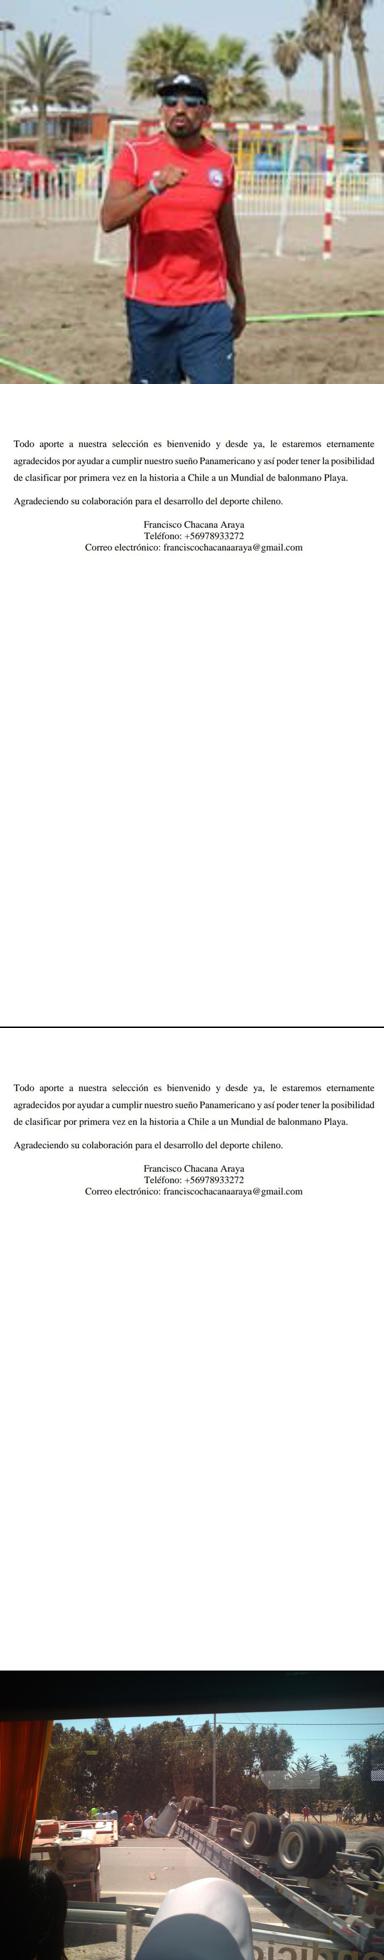 Todo aporte a nuestra selección es bienvenido y desde ya, le estaremos eternamente
agradecidos por ayudar a cumplir nuestro sueño Panamericano y así poder tener la posibilidad
de clasificar por primera vez en la historia a Chile a un Mundial de balonmano Playa.
Agradeciendo su colaboración para el desarrollo del deporte chileno.
Francisco Chacana Araya
Teléfono: +56978933272
Correo electrónico: franciscochacanaaraya@gmail.com
Todo aporte a nuestra selección es bienvenido y desde ya, le estaremos eternamente
agradecidos por ayudar a cumplir nuestro sueño Panamericano y así poder tener la posibilidad
de clasificar por primera vez en la historia a Chile a un Mundial de balonmano Playa.
Agradeciendo su colaboración para el desarrollo del deporte chileno.
Francisco Chacana Araya
Teléfono: +56978933272
Correo electrónico: franciscochacanaaraya@gmail.com